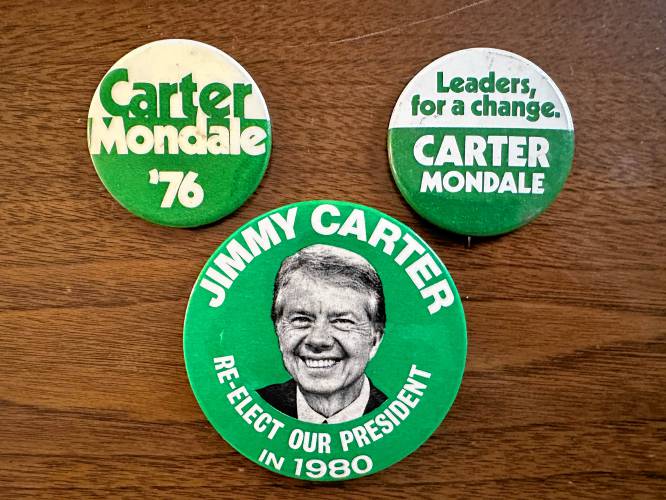 Carter
Mondale
'76
Leaders,
for a change.
CARTER
MONDALE
JIMMY CARTER
RE-ELECT OUR PRESIDENT
IN 1980